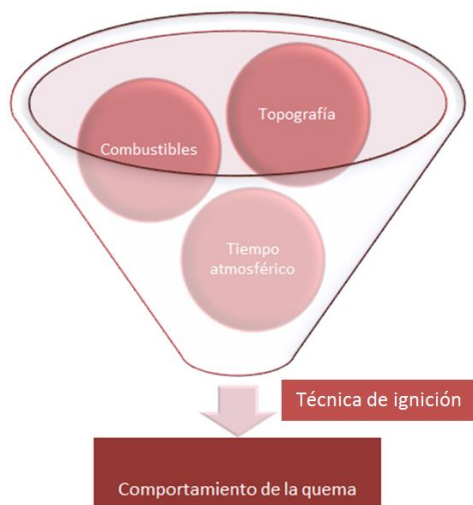 Topografía
Combustibles
Tiempo
atmosférico
Técnica de ignición
Comportamiento de la quema